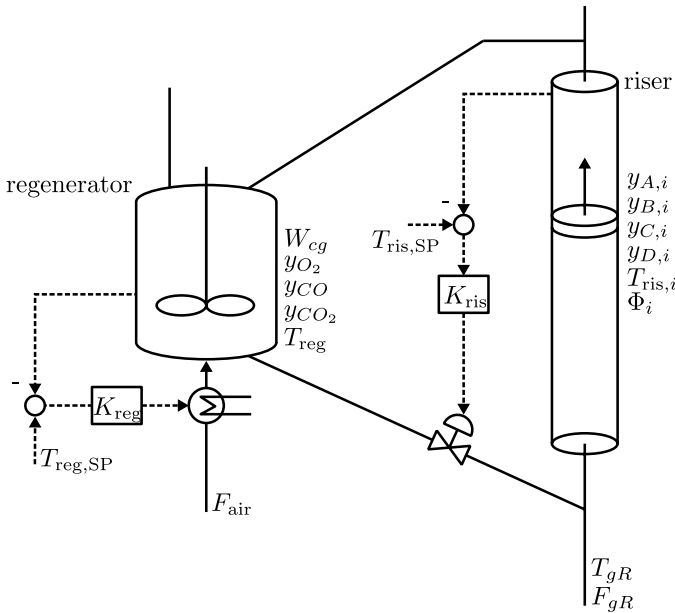 riser
regenerator
y_{A,i}
y_{B,i}
y_{C,i}
y_{D,i}
T_{ris,i}
Φ_i
-
T_{ris,SP}
K_{ris}
W_{cg}
y_{O_2}
y_{CO}
y_{CO_2}
T_{reg}
-
K_{reg}
T_{reg,SP}
F_{air}
T_{gR}
F_{gR}